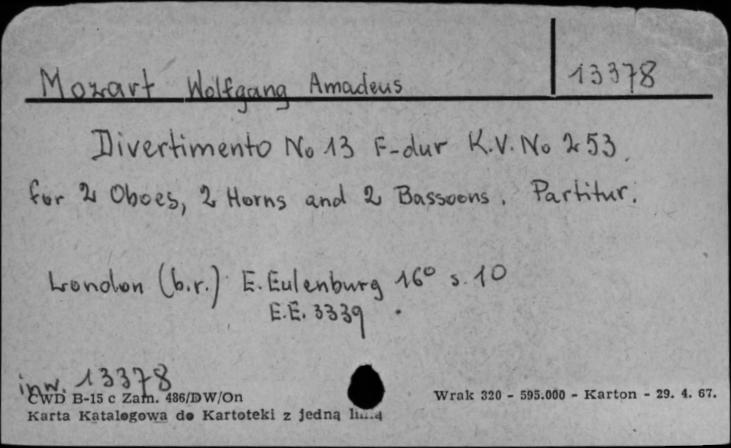 Mozart Wolfgang Amadeus 13378
Divertimento No 13 F-dur K.V. No 253.
for 2 Oboes, 2 Horns and 2 Bassoons. Partitur.
London (b.r.) E. Eulenburg 16° s. 10
E.E. 3339.
inw. 13378
CWD B-15 c Zam. 486/DW/On Wrak 320 - 595.000 - Karton - 29. 4. 67.
Karta Katalogowa do Kartoteki z jedną